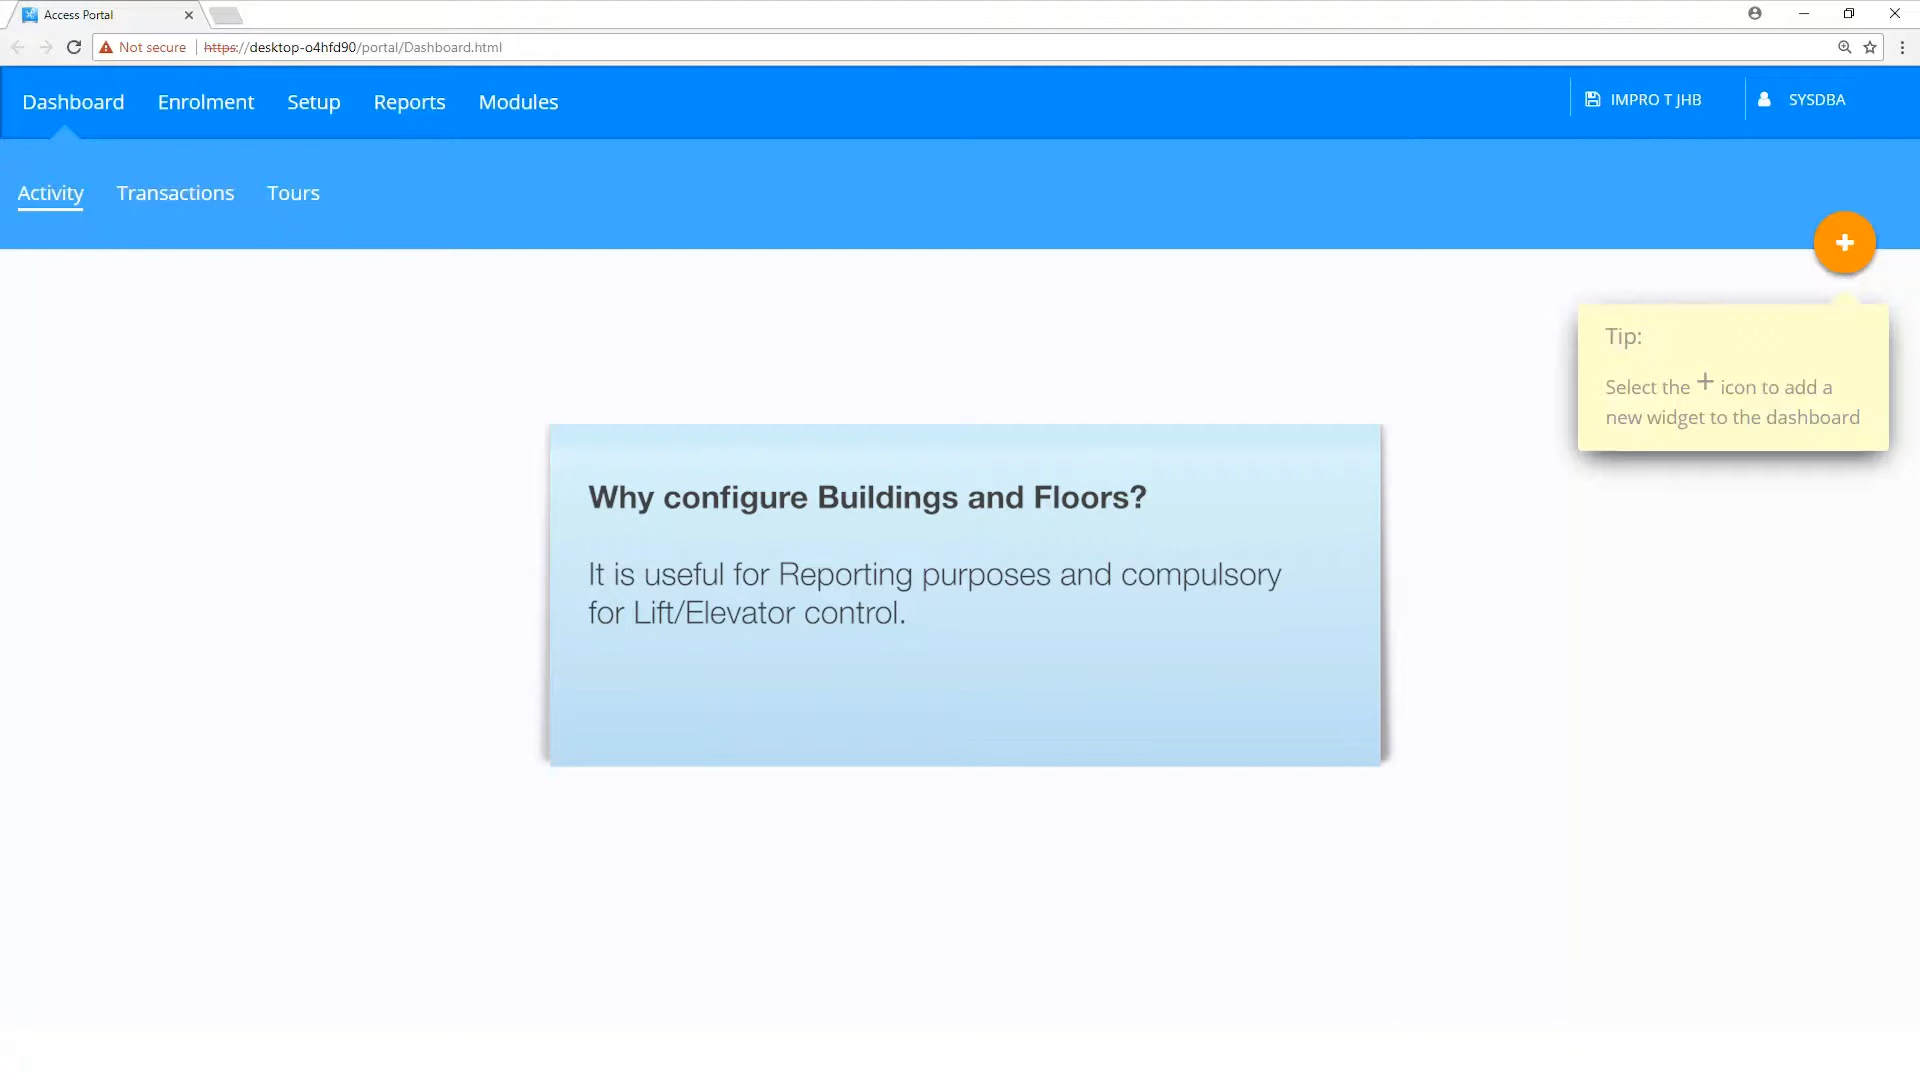 Access Portal
Not secure https://desktop-o4hfd90/portal/Dashboard.html
Dashboard Enrolment Setup Reports Modules IMPRO T JHB SYSDBA
Activity Transactions Tours
+
Tip:
Select the + icon to add a
new widget to the dashboard
Why configure Buildings and Floors?
It is useful for Reporting purposes and compulsory
for Lift/Elevator control.